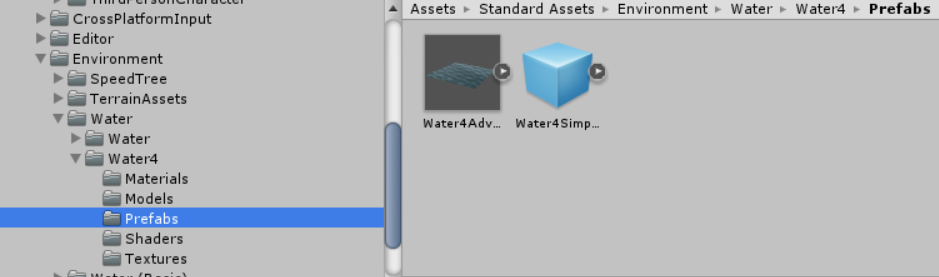 ThirdPersonCharacter
CrossPlatformInput
Editor
Environment
SpeedTree
TerrainAssets
Water
Water
Water4
Materials
Models
Prefabs
Shaders
Textures
Water (Basic)
Assets ▸ Standard Assets ▸ Environment ▸ Water ▸ Water4 ▸ Prefabs
Water4Adv... Water4Simp...